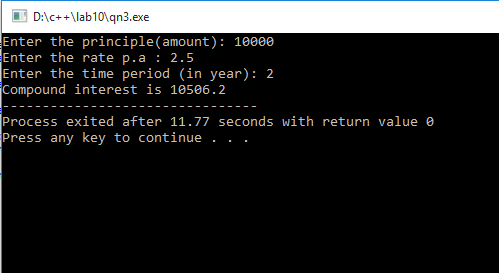 D:\c++\lab10\qn3.exe
Enter the principle(amount): 10000
Enter the rate p.a : 2.5
Enter the time period (in year): 2
Compound interest is 10506.2
--------------------------------
Process exited after 11.77 seconds with return value 0
Press any key to continue . . .